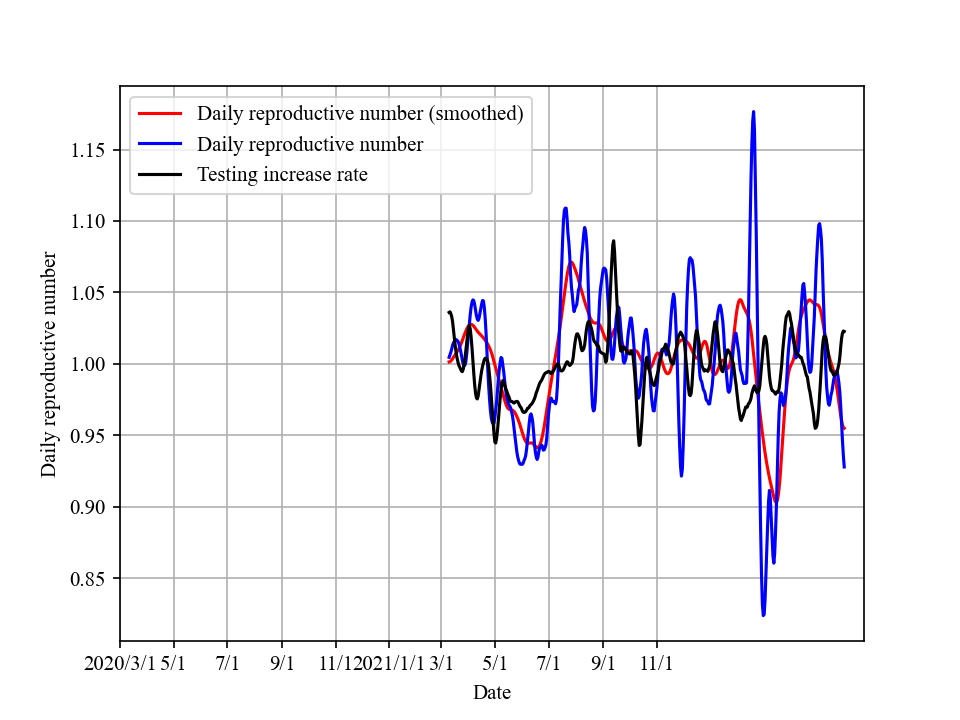 Daily reproductive number (smoothed)
Daily reproductive number
Testing increase rate
1.15
1.10
1.05
1.00
0.95
0.90
0.85
Daily reproductive number
2020/3/1 5/1 7/1 9/1 11/1 2021/1/1 3/1 5/1 7/1 9/1 11/1
Date